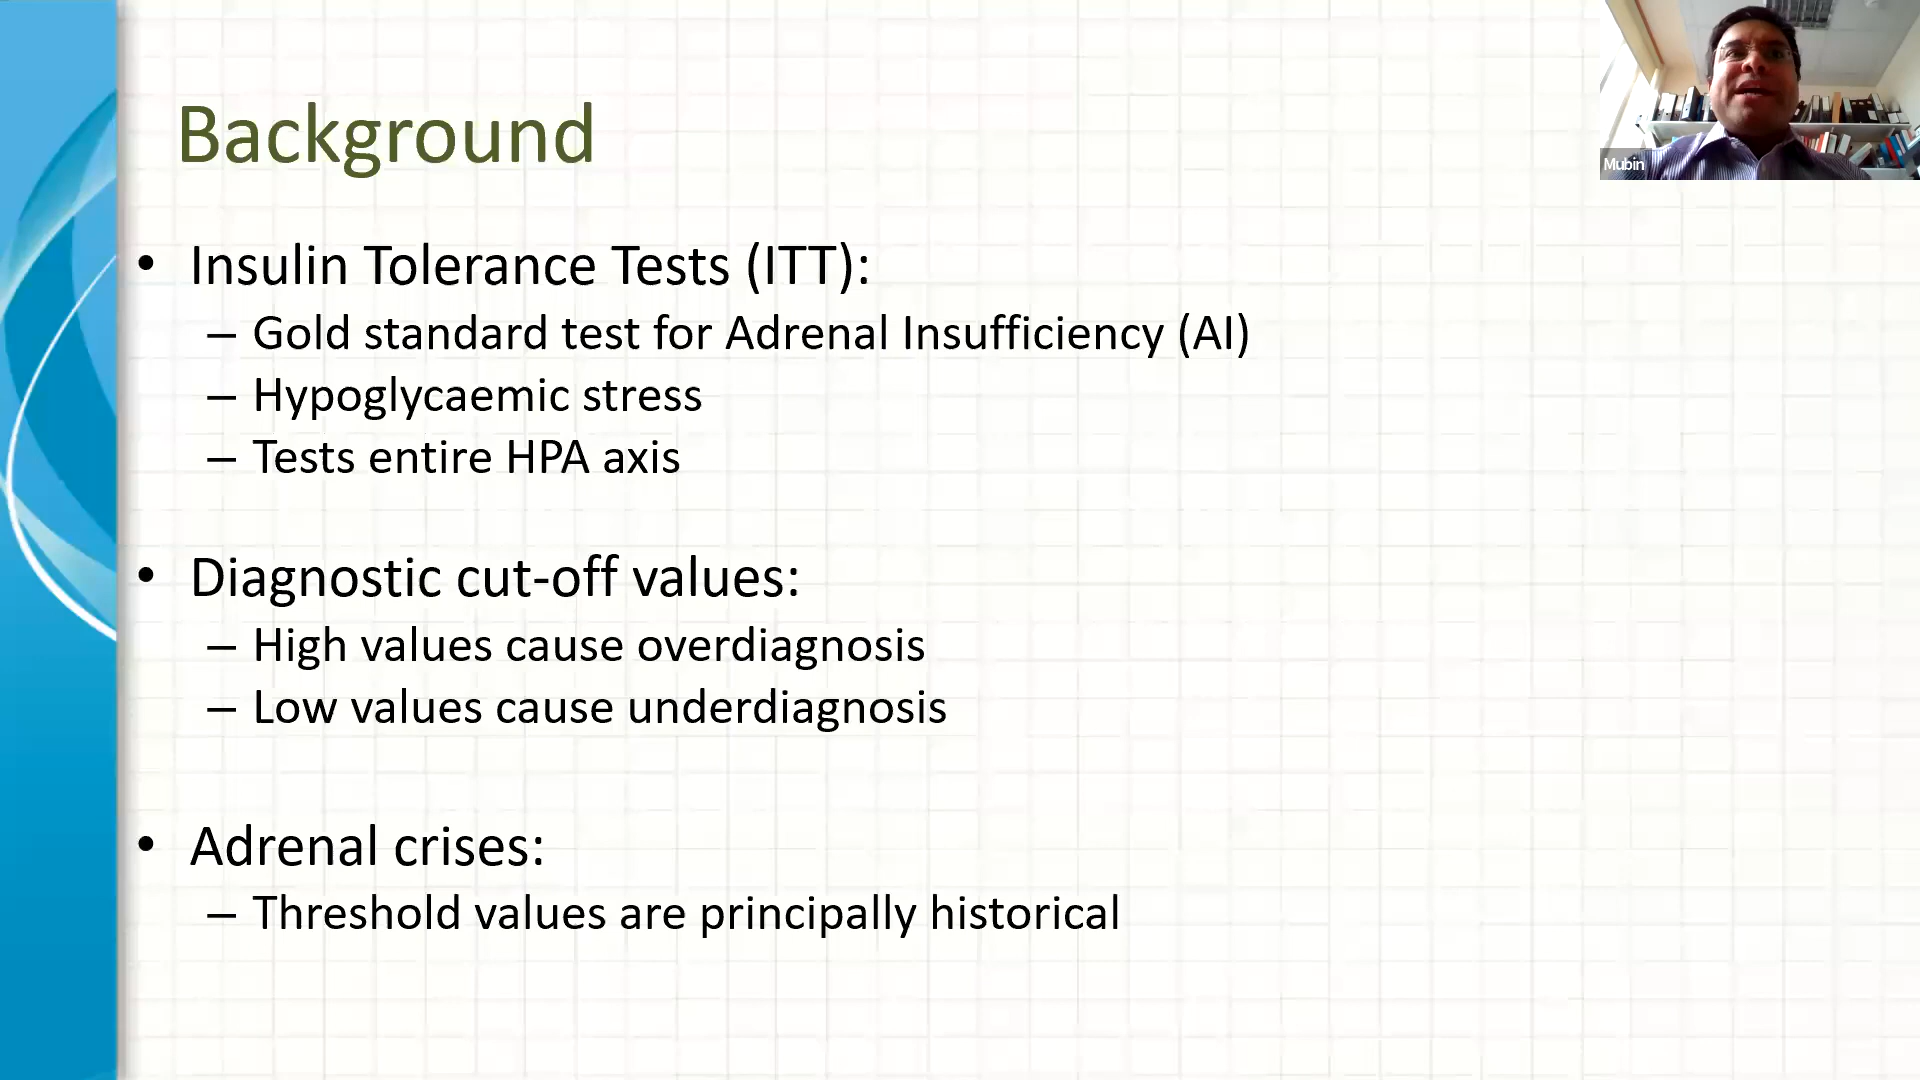 Background
Mubin
• Insulin Tolerance Tests (ITT):
– Gold standard test for Adrenal Insufficiency (AI)
– Hypoglycaemic stress
– Tests entire HPA axis
• Diagnostic cut-off values:
– High values cause overdiagnosis
– Low values cause underdiagnosis
• Adrenal crises:
– Threshold values are principally historical